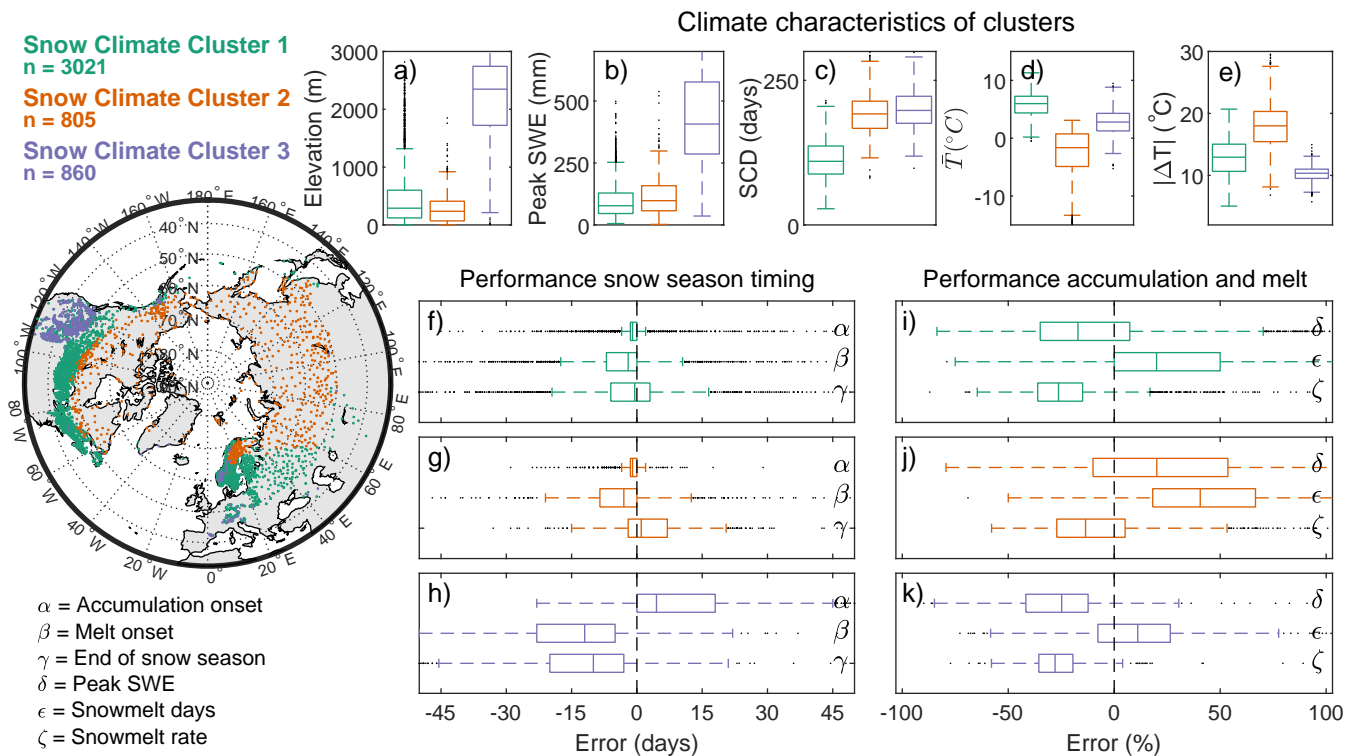 Climate characteristics of clusters
Snow Climate Cluster 1
n = 3021
Snow Climate Cluster 2
n = 805
Snow Climate Cluster 3
n = 860
a)
Elevation (m)
3000
2000
1000
0
b)
Peak SWE (mm)
500
250
0
c)
SCD (days)
250
0
d)
T̄(°C)
10
0
-10
e)
|ΔT| (°C)
30
20
10
180°E
160°W
140°W
120°W
80°W
60°W
40°W
20°W
0°
20°E
40°E
60°E
80°E
120°E
140°E
160°E
40°N
50°N
70°N
80°N
α = Accumulation onset
β = Melt onset
γ = End of snow season
δ = Peak SWE
ϵ = Snowmelt days
ζ = Snowmelt rate
Performance snow season timing
f)
α
β
γ
g)
α
β
γ
h)
α
β
γ
-45
-30
-15
0
15
30
45
Error (days)
Performance accumulation and melt
i)
δ
ϵ
ζ
j)
δ
ϵ
ζ
k)
δ
ϵ
ζ
-100
-50
0
50
100
Error (%)